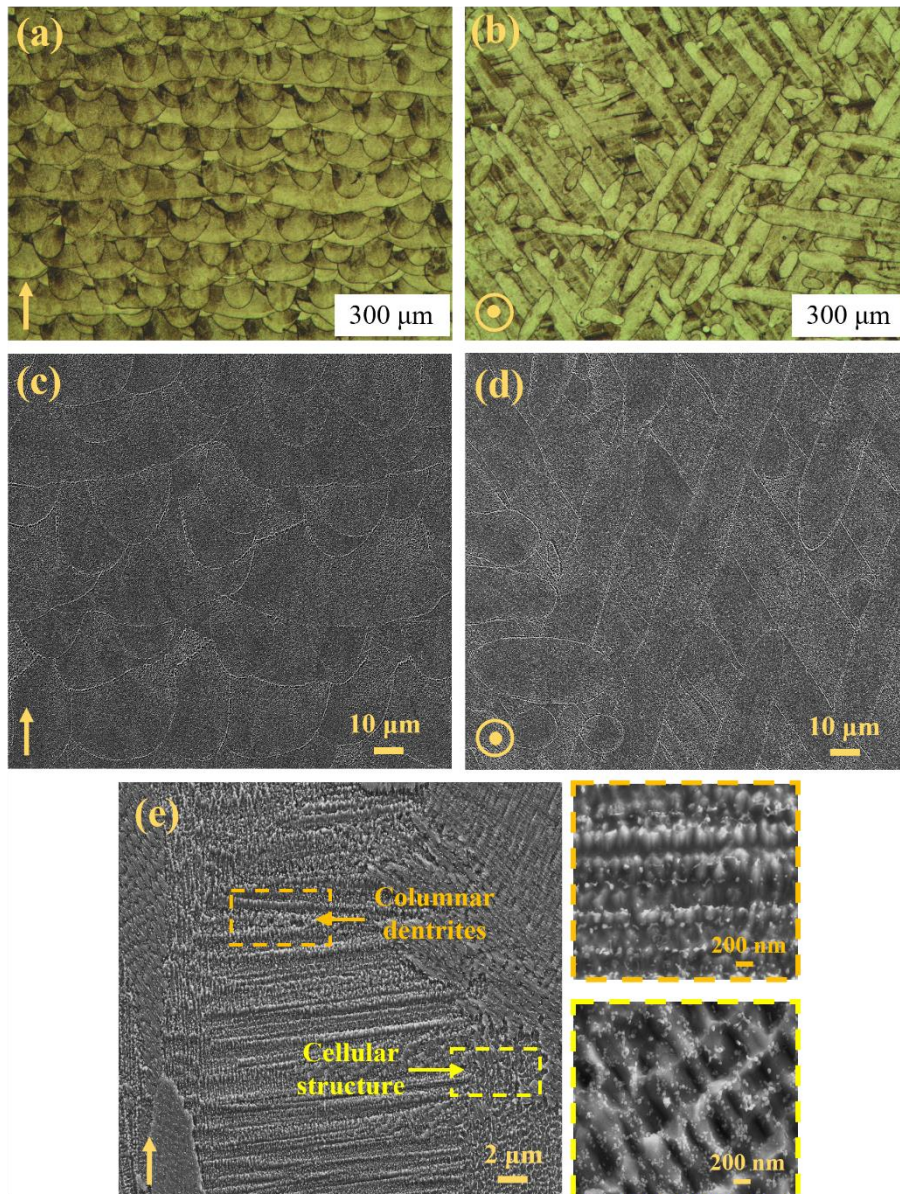 (a)
300 μm
(b)
300 μm
(c)
10 μm
(d)
10 μm
(e)
Columnar
dentrites
Cellular
structure
2 μm
200 nm
200 nm